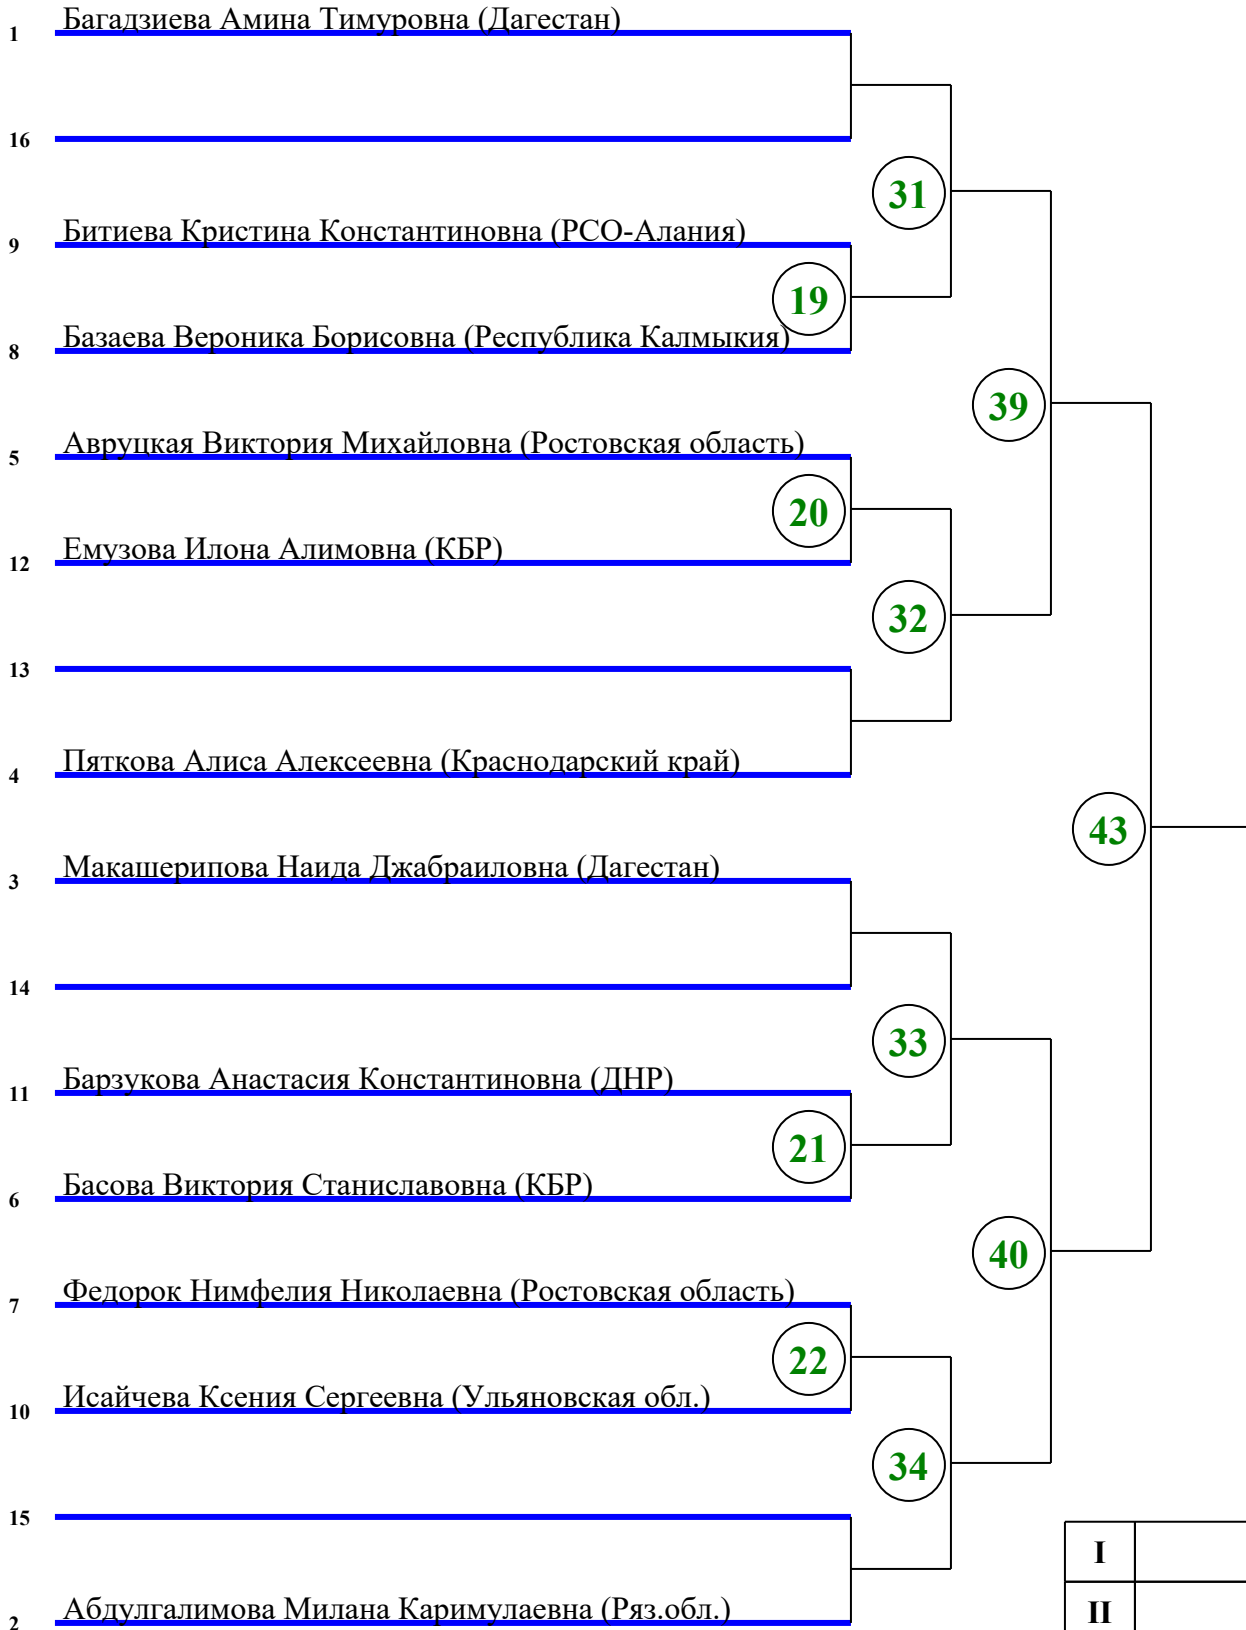 1 Багадзиева Амина Тимуровна (Дагестан)
16
31
9 Битиева Кристина Константиновна (РСО-Алания)
19
8 Базаева Вероника Борисовна (Республика Калмыкия)
39
5 Авруцкая Виктория Михайловна (Ростовская область)
20
12 Емузова Илона Алимовна (КБР)
32
13
4 Пяткова Алиса Алексеевна (Краснодарский край)
43
3 Макашерипова Наида Джабраиловна (Дагестан)
14
33
11 Барзукова Анастасия Константиновна (ДНР)
21
6 Басова Виктория Станиславовна (КБР)
40
7 Федорок Нимфелия Николаевна (Ростовская область)
22
10 Исайчева Ксения Сергеевна (Ульяновская обл.)
34
15
I
2 Абдулгалимова Милана Каримулаевна (Ряз.обл.)
II